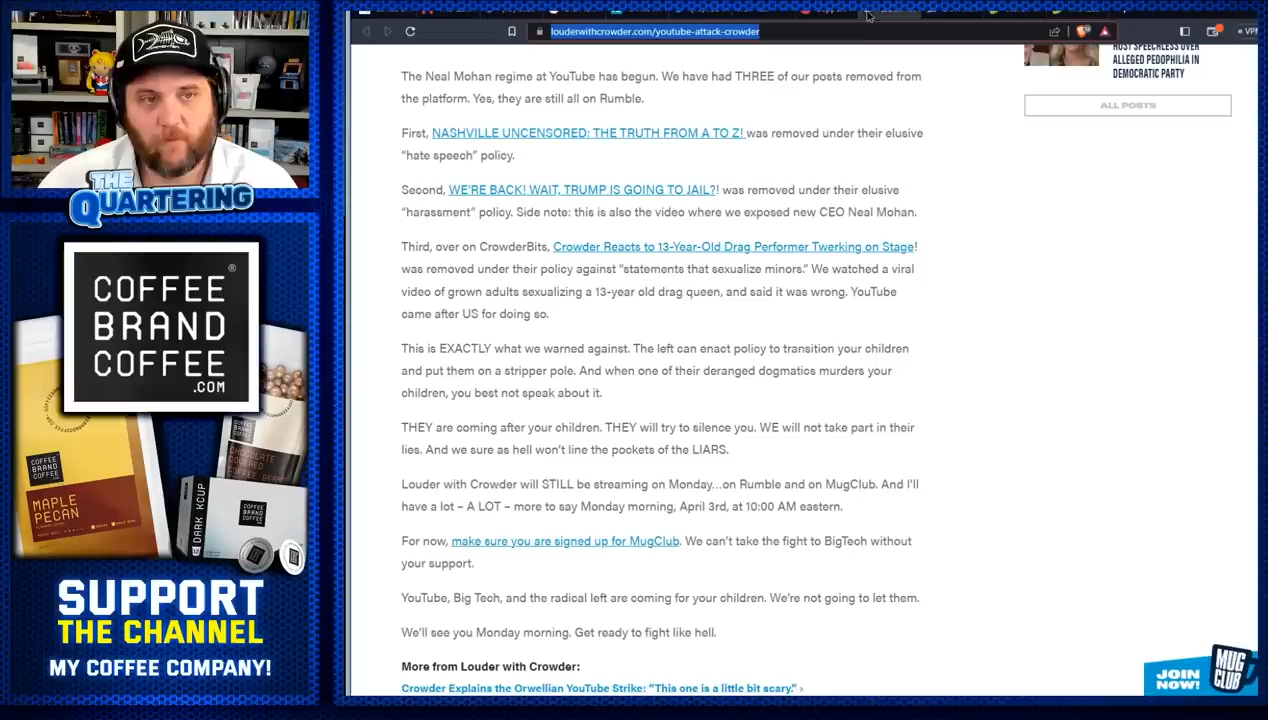 louderwithcrowder.com/youtube-attack-crowder
VPN
THE
QUARTERING
COFFEE
BRAND
COFFEE
.COM
®
COFFEE
BRAND
COFFEE
MAPLE
PECAN
COFFEE
BRAND
COFFEE
CHOCOLATE
COVERED
COFFEE BEANS
DARK KCUP
SUPPORT
THE CHANNEL
MY COFFEE COMPANY!
The Neal Mohan regime at YouTube has begun. We have had THREE of our posts removed from
the platform. Yes, they are still all on Rumble.
First, NASHVILLE UNCENSORED: THE TRUTH FROM A TO Z! was removed under their elusive
“hate speech” policy.
Second, WE’RE BACK! WAIT, TRUMP IS GOING TO JAIL?! was removed under their elusive
“harassment” policy. Side note: this is also the video where we exposed new CEO Neal Mohan.
Third, over on CrowderBits, Crowder Reacts to 13-Year-Old Drag Performer Twerking on Stage!
was removed under their policy against “statements that sexualize minors.” We watched a viral
video of grown adults sexualizing a 13-year old drag queen, and said it was wrong. YouTube
came after US for doing so.
This is EXACTLY what we warned against. The left can enact policy to transition your children
and put them on a stripper pole. And when one of their deranged dogmatics murders your
children, you best not speak about it.
THEY are coming after your children. THEY will try to silence you. WE will not take part in their
lies. And we sure as hell won’t line the pockets of the LIARS.
Louder with Crowder will STILL be streaming on Monday…on Rumble and on MugClub. And I’ll
have a lot – A LOT – more to say Monday morning, April 3rd, at 10:00 AM eastern.
For now, make sure you are signed up for MugClub. We can’t take the fight to BigTech without
your support.
YouTube, Big Tech, and the radical left are coming for your children. We’re not going to let them.
We’ll see you Monday morning. Get ready to fight like hell.
More from Louder with Crowder:
Crowder Explains the Orwellian YouTube Strike: “This one is a little bit scary.” ›
HOST SPEECHLESS OVER
ALLEGED PEDOPHILIA IN
DEMOCRATIC PARTY
ALL POSTS
JOIN
NOW!
MUG
CLUB